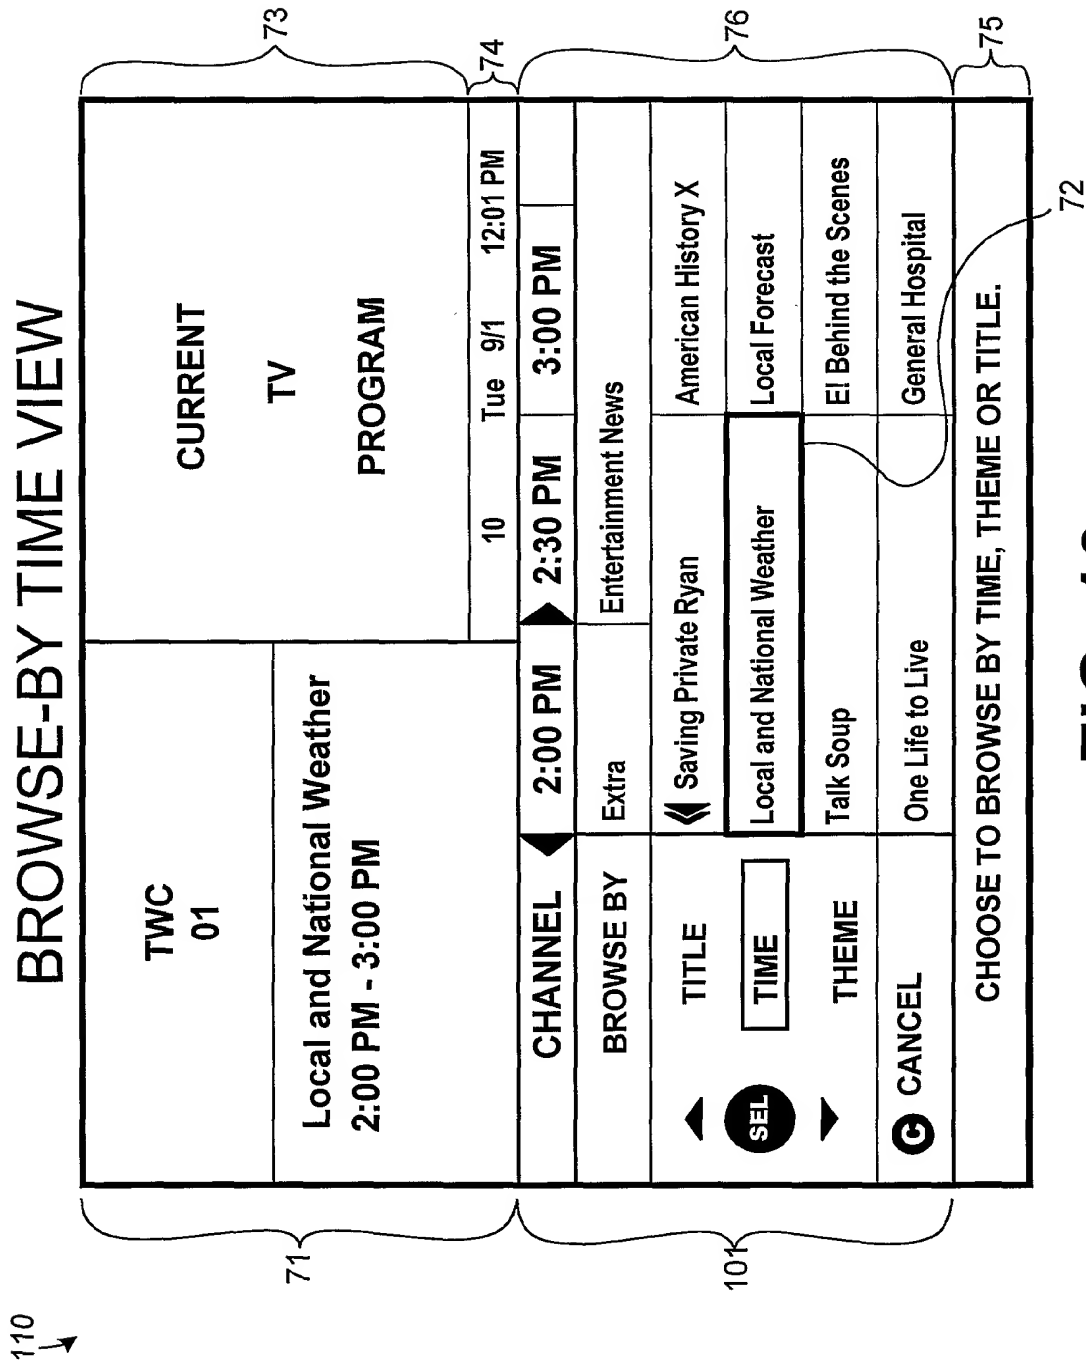 BROWSE-BY TIME VIEW
110
71
73
TWC
01
CURRENT
TV
PROGRAM
Local and National Weather
2:00 PM - 3:00 PM
10 Tue 9/1 12:01 PM
74
101
76
CHANNEL 2:00 PM 2:30 PM 3:00 PM
BROWSE BY Extra Entertainment News
TITLE Saving Private Ryan American History X
SEL TIME Local and National Weather Local Forecast
THEME Talk Soup E! Behind the Scenes
C CANCEL One Life to Live General Hospital
CHOOSE TO BROWSE BY TIME, THEME OR TITLE.
75
72